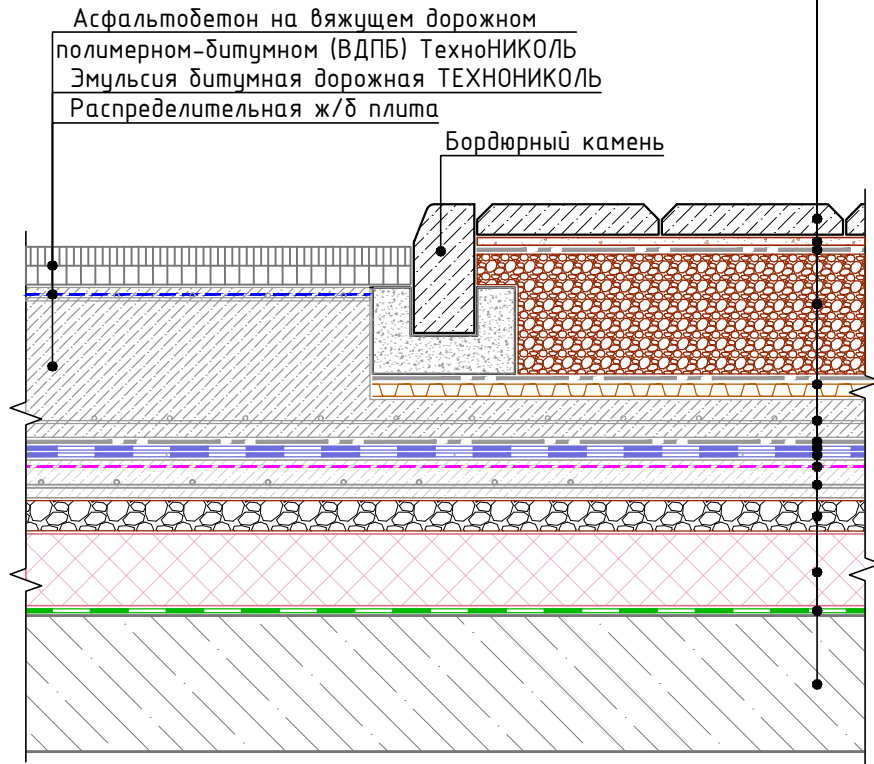 Асфальтобетон на вяжущем дорожном
полимерном-битумном (ВДПБ) ТехноНИКОЛЬ
Эмульсия битумная дорожная ТЕХНОНИКОЛЬ
Распределительная ж/б плита
Бордюрный камень